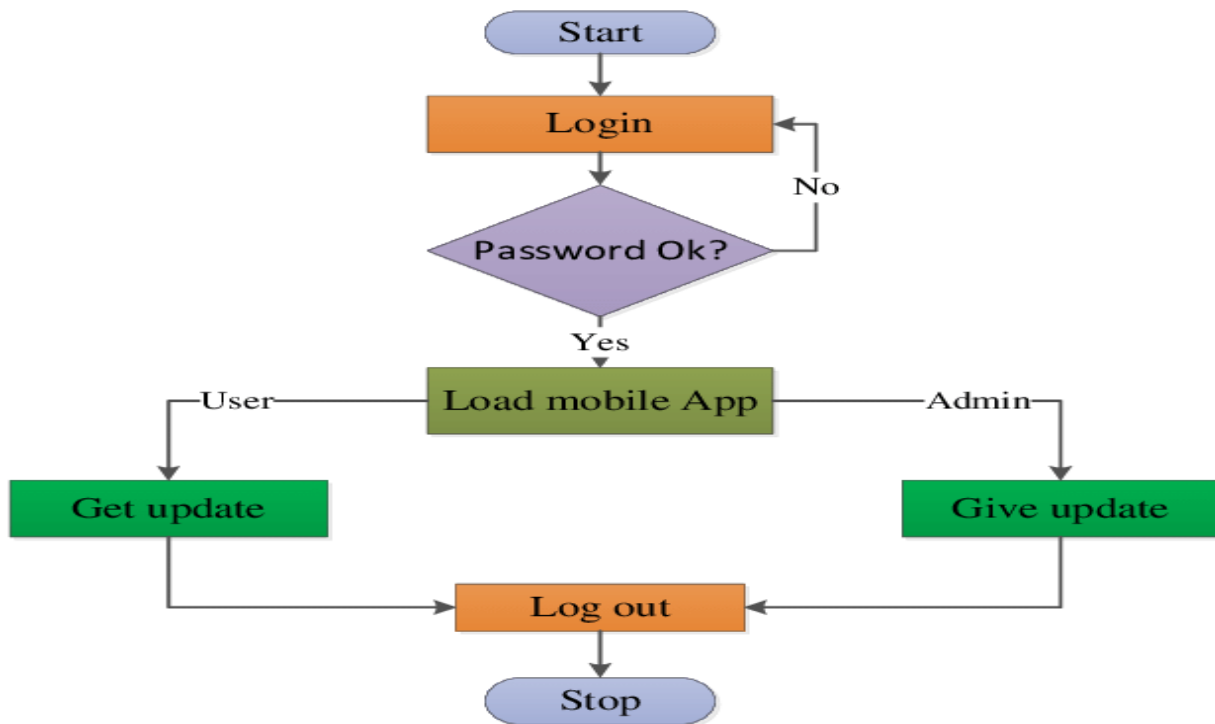 Start
Login
No
Password Ok?
Yes
User
Load mobile App
Admin
Get update
Give update
Log out
Stop